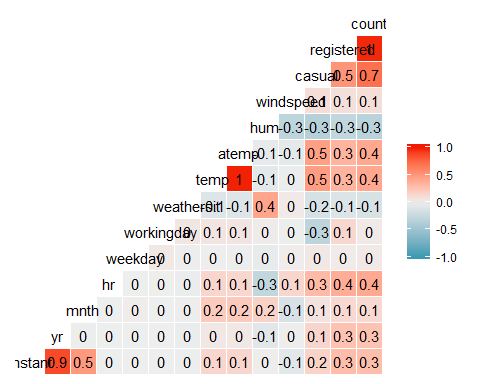 count
registered 1
casual 0.5 0.7
windspeed 0.1 0.1 0.1
hum -0.3 -0.3 -0.3 -0.3
atemp -0.1 -0.1 0.5 0.3 0.4
temp 1 -0.1 0 0.5 0.3 0.4
weathersit -0.1 -0.1 0.4 0 -0.2 -0.1 -0.1
workingday 0 0.1 0.1 0 0 -0.3 0.1 0
weekday 0 0 0 0 0 0 0 0 0
hr 0 0 0 0.1 0.1 -0.3 0.1 0.3 0.4 0.4
mnth 0 0 0 0 0.2 0.2 0.2 -0.1 0.1 0.1 0.1
yr 0 0 0 0 0 0 0 -0.1 0 0.1 0.3 0.3
nstant 0.9 0.5 0 0 0 0 0.1 0.1 0 -0.1 0.2 0.3 0.3
1.0
0.5
0.0
-0.5
-1.0